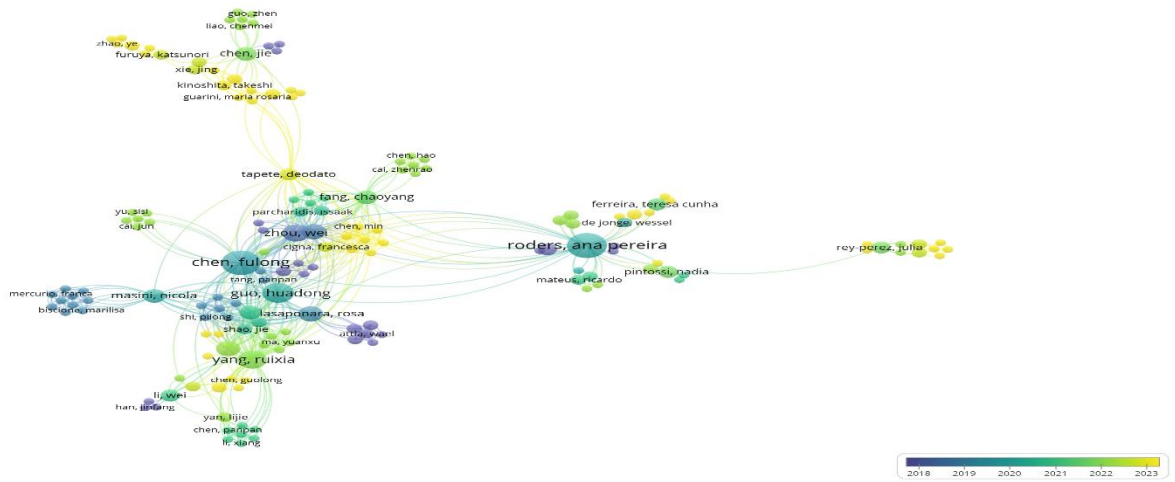 guo, zhen
liao, chenmei
zhao, ye
furuya, katsunori
chen, jie
xie, jing
kinoshita, takeshi
guarini, maria rosaria
chen, hao
cai, zhenrao
tapete, deodato
fang, chaoyang
ferreira, teresa cunha
yu, sisi
cai, jun
parcharidis, issaak
de jonge, wessel
zhou, wei
chen, min
cigna, francesca
roders, ana pereira
rey-perez, julia
chen, fulong
tang, panpan
mateus, ricardo
pintossi, nadia
mercurio, franca
masini, nicola
guo, huadong
biscione, marilisa
shi, pilong
lasaponara, rosa
shao, jie
attia, wael
ma, yuanxu
yang, ruixia
chen, guolong
li, wei
han, jinfang
yan, lijie
chen, panpan
li, xiang
2018 2019 2020 2021 2022 2023